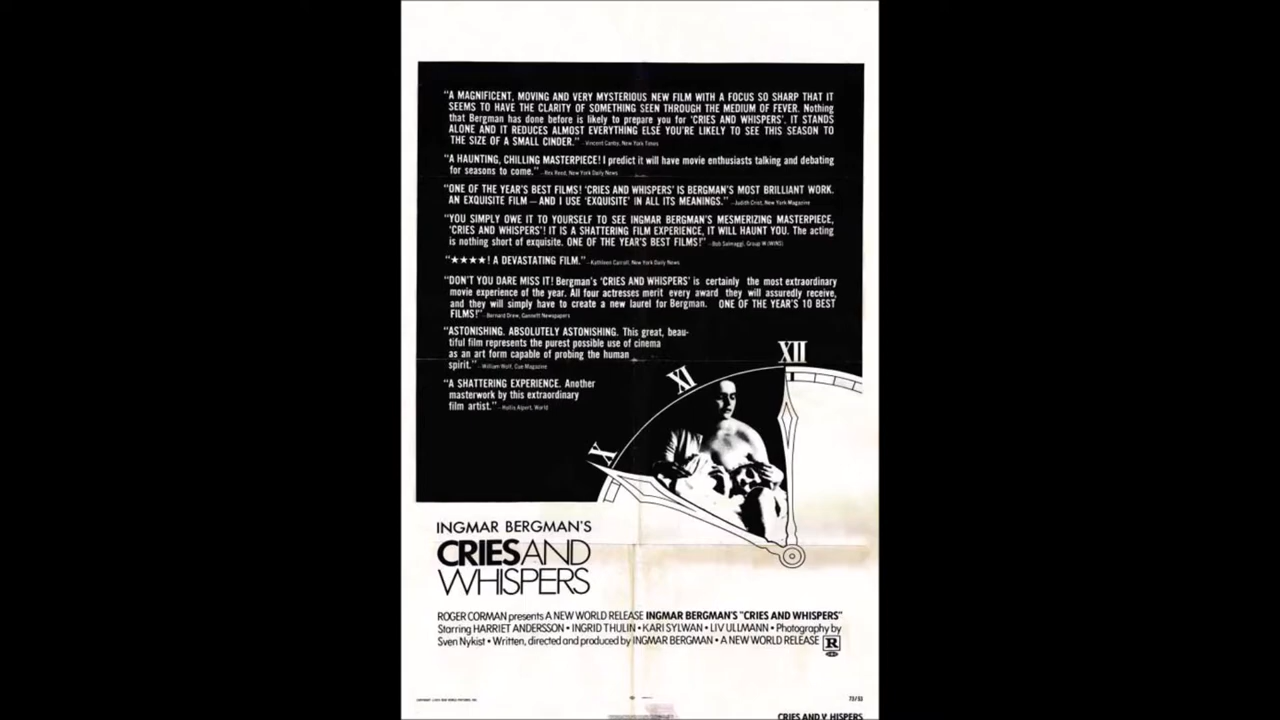 "A MAGNIFICENT, MOVING AND VERY MYSTERIOUS NEW FILM WITH A FOCUS SO SHARP THAT IT
SEEMS TO HAVE THE CLARITY OF SOMETHING SEEN THROUGH THE MEDIUM OF FEVER. Nothing
that Bergman has done before is likely to prepare you for 'CRIES AND WHISPERS'. IT STANDS
ALONE AND IT REDUCES ALMOST EVERYTHING ELSE YOU'RE LIKELY TO SEE THIS SEASON TO
THE SIZE OF A SMALL CINDER." –Vincent Canby, New York Times
"A HAUNTING, CHILLING MASTERPIECE! I predict it will have movie enthusiasts talking and debating
for seasons to come." –Rex Reed, New York Daily News
"ONE OF THE YEAR'S BEST FILMS! 'CRIES AND WHISPERS' IS BERGMAN'S MOST BRILLIANT WORK.
AN EXQUISITE FILM — AND I USE 'EXQUISITE' IN ALL ITS MEANINGS." –Judith Crist, New York Magazine
"YOU SIMPLY OWE IT TO YOURSELF TO SEE INGMAR BERGMAN'S MESMERIZING MASTERPIECE,
'CRIES AND WHISPERS'! IT IS A SHATTERING FILM EXPERIENCE, IT WILL HAUNT YOU. The acting
is nothing short of exquisite. ONE OF THE YEAR'S BEST FILMS!" –Bob Salmaggi, Group W (WINS)
"★★★★! A DEVASTATING FILM." –Kathleen Carroll, New York Daily News
"DON'T YOU DARE MISS IT! Bergman's 'CRIES AND WHISPERS' is certainly the most extraordinary
movie experience of the year. All four actresses merit every award they will assuredly receive,
and they will simply have to create a new laurel for Bergman. ONE OF THE YEAR'S 10 BEST
FILMS!" –Bernard Drew, Gannett Newspapers
"ASTONISHING. ABSOLUTELY ASTONISHING. This great, beau-
tiful film represents the purest possible use of cinema
as an art form capable of probing the human
spirit." –William Wolf, Cue Magazine
"A SHATTERING EXPERIENCE. Another
masterwork by this extraordinary
film artist." –Hollis Alpert, World
XII
XI
X
INGMAR BERGMAN'S
CRIES AND
WHISPERS
ROGER CORMAN presents A NEW WORLD RELEASE INGMAR BERGMAN'S "CRIES AND WHISPERS"
Starring HARRIET ANDERSSON • INGRID THULIN • KARI SYLWAN • LIV ULLMANN • Photography by
Sven Nykist • Written, directed and produced by INGMAR BERGMAN • A NEW WORLD RELEASE R
73/93
CRIES AND WHISPERS